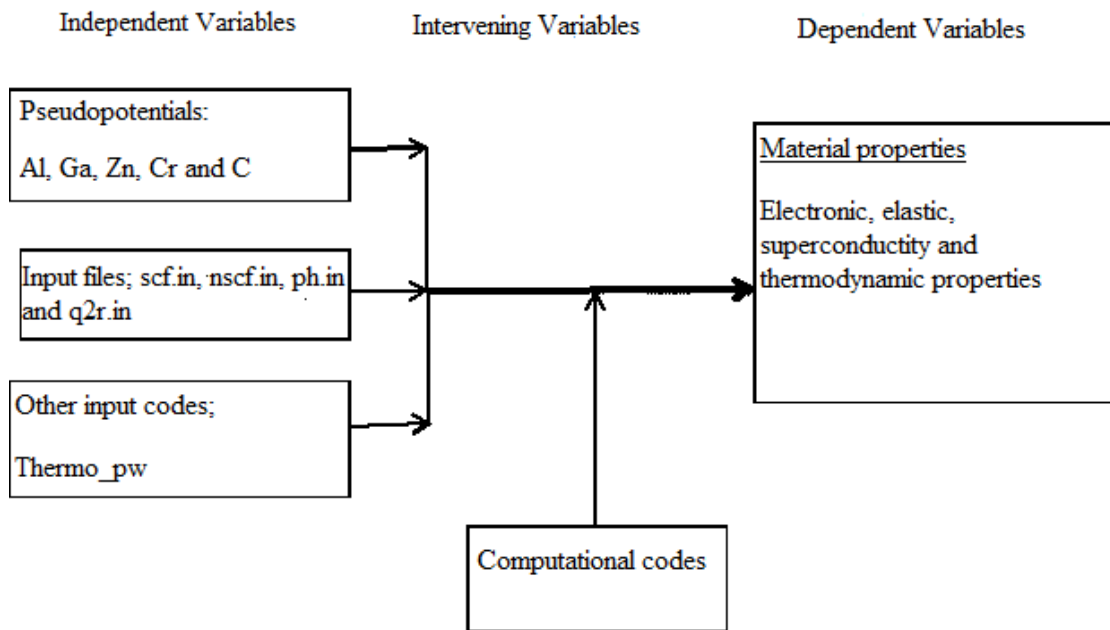 Independent Variables
Intervening Variables
Dependent Variables
Pseudopotentials:
Al, Ga, Zn, Cr and C
Input files; scf.in, nscf.in, ph.in
and q2r.in
Other input codes;
Thermo_pw
Computational codes
Material properties
Electronic, elastic,
superconductity and
thermodynamic properties